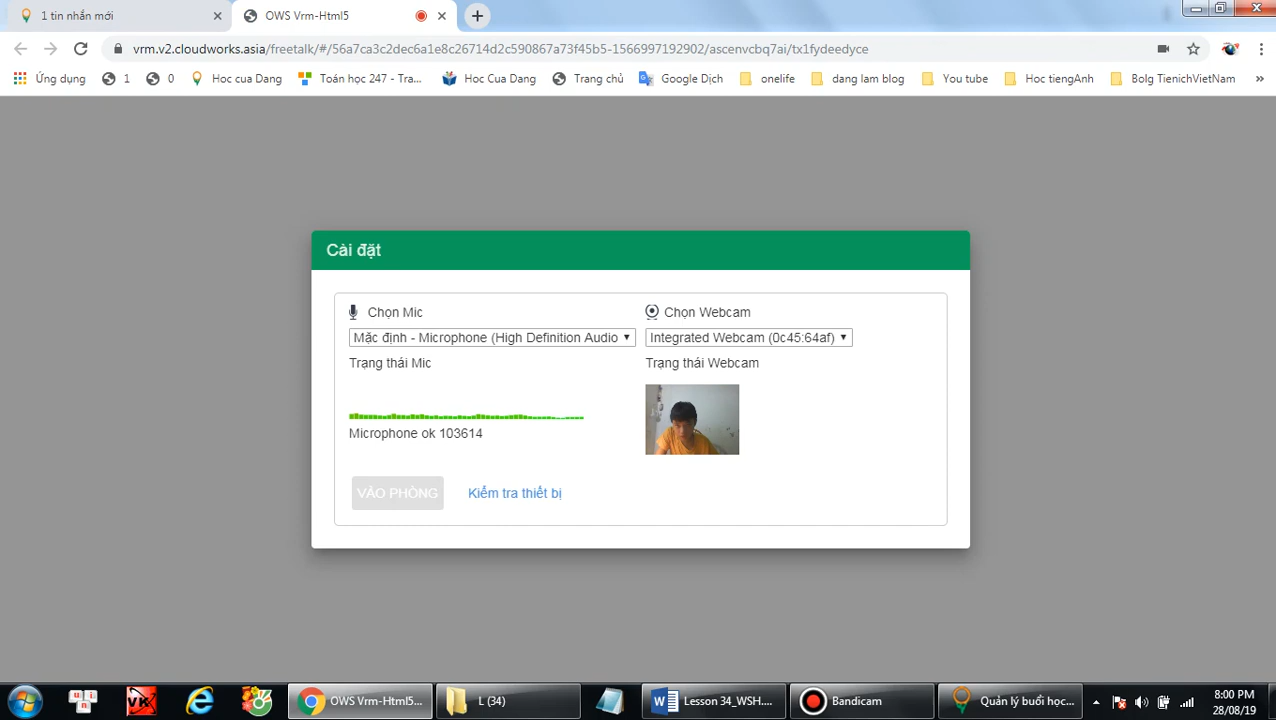 1 tin nhắn mới
OWS Vrm-Html5
vrm.v2.cloudworks.asia/freetalk/#/56a7ca3c2dec6a1e8c26714d2c590867a73f45b5-1566997192902/ascenvcbq7ai/tx1fydeedyce
Ứng dụng 1 0 Hoc cua Dang Toán học 247 - Tra... Hoc Cua Dang Trang chủ Google Dịch onelife dang lam blog You tube Hoc tiengAnh Bolg TienichVietNam »
Cài đặt
Chọn Mic
Chọn Webcam
Mặc định - Microphone (High Definition Audio
Integrated Webcam (0c45:64af)
Trạng thái Mic
Trạng thái Webcam
Microphone ok 103614
VÀO PHÒNG
Kiểm tra thiết bị
OWS Vrm-Html5...
L (34)
Lesson 34_WSH....
Bandicam
Quản lý buổi học...
8:00 PM
28/08/19